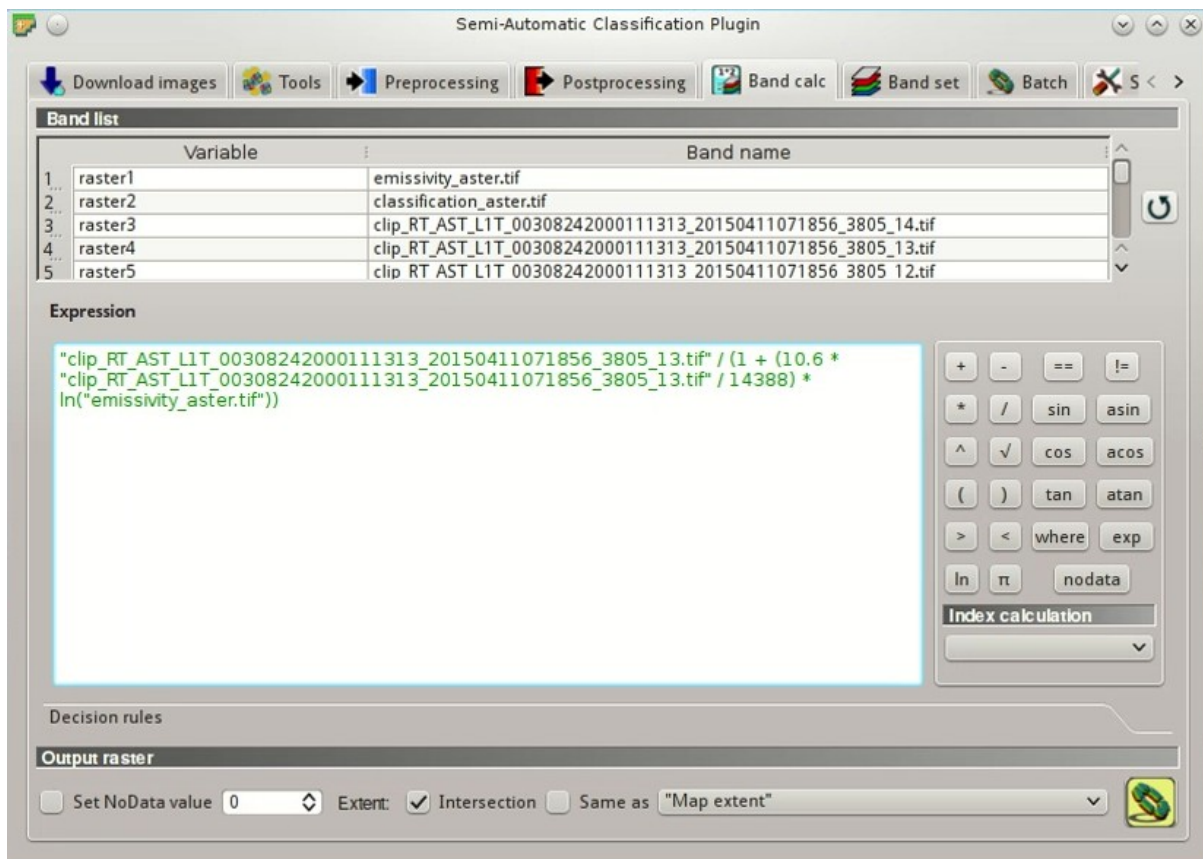 Semi-Automatic Classification Plugin
Download images Tools Preprocessing Postprocessing Band calc Band set Batch S < >
Band list
Variable Band name
1 raster1 emissivity_aster.tif
2 raster2 classification_aster.tif
3 raster3 clip_RT_AST_L1T_00308242000111313_20150411071856_3805_14.tif
4 raster4 clip_RT_AST_L1T_00308242000111313_20150411071856_3805_13.tif
5 raster5 clip_RT_AST_L1T_00308242000111313_20150411071856_3805_12.tif
Expression
"clip_RT_AST_L1T_00308242000111313_20150411071856_3805_13.tif" / (1 + (10.6 *
"clip_RT_AST_L1T_00308242000111313_20150411071856_3805_13.tif" / 14388) *
ln("emissivity_aster.tif"))
+ - == !=
* / sin asin
^ √ cos acos
( ) tan atan
> < where exp
ln π nodata
Index calculation
Decision rules
Output raster
Set NoData value 0 Extent: Intersection Same as "Map extent"